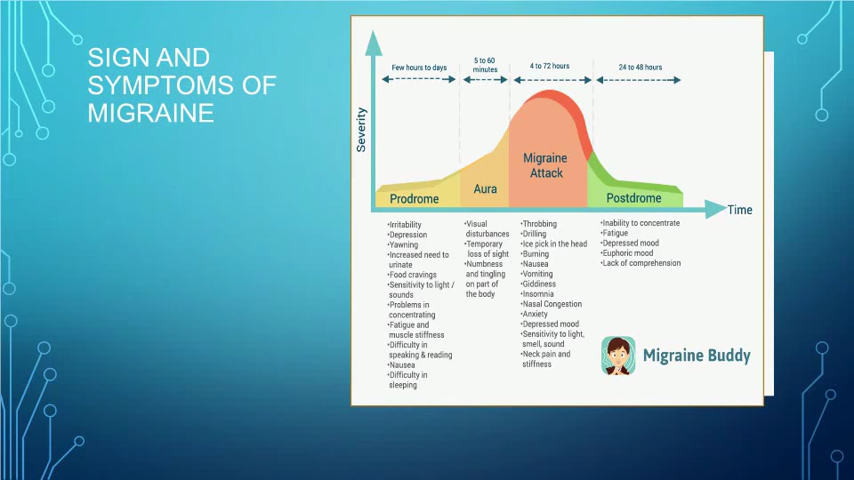 SIGN AND
SYMPTOMS OF
MIGRAINE
Few hours to days
5 to 60
minutes
4 to 72 hours
24 to 48 hours
Severity
Prodrome
Aura
Migraine
Attack
Postdrome
Time
•Irritability
•Depression
•Yawning
•Increased need to
urinate
•Food cravings
•Sensitivity to light /
sounds
•Problems in
concentrating
•Fatigue and
muscle stiffness
•Difficulty in
speaking & reading
•Nausea
•Difficulty in
sleeping
•Visual
disturbances
•Temporary
loss of sight
•Numbness
and tingling
on part of
the body
•Throbbing
•Drilling
•Ice pick in the head
•Burning
•Nausea
•Vomiting
•Giddiness
•Insomnia
•Nasal Congestion
•Anxiety
•Depressed mood
•Sensitivity to light,
smell, sound
•Neck pain and
stiffness
•Inability to concentrate
•Fatigue
•Depressed mood
•Euphoric mood
•Lack of comprehension
Migraine Buddy